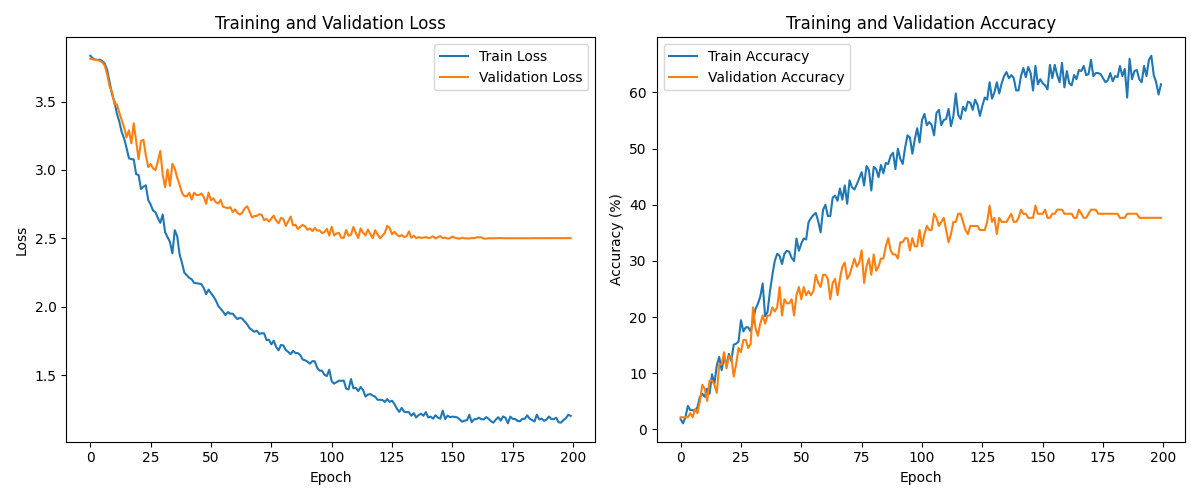 Training and Validation Loss
Train Loss
Validation Loss
3.5
3.0
2.5
2.0
1.5
Loss
0 25 50 75 100 125 150 175 200
Epoch
Training and Validation Accuracy
Train Accuracy
Validation Accuracy
60
50
40
30
20
10
0
Accuracy (%)
0 25 50 75 100 125 150 175 200
Epoch